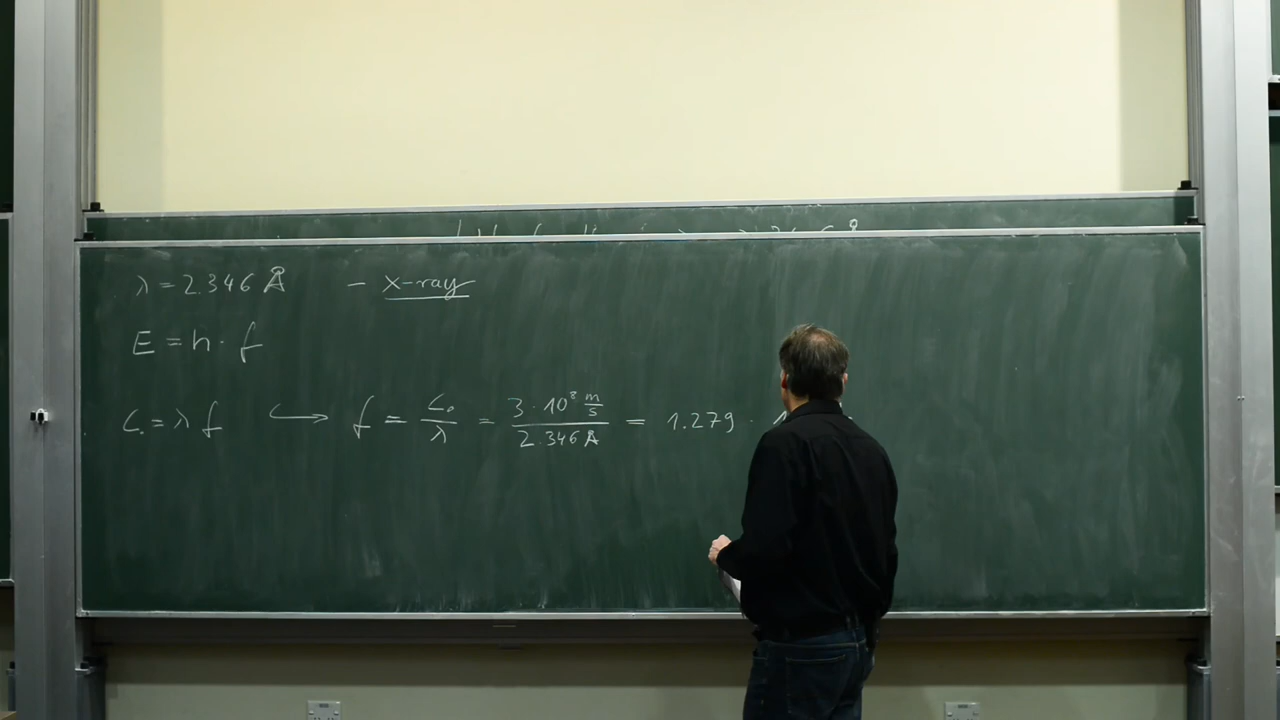 λ = 2.346 Å – x-ray
E = h · f
c₀ = λ f ↪ f = c₀/λ = (3 · 10⁸ m/s)/(2.346 Å) = 1.279 ·